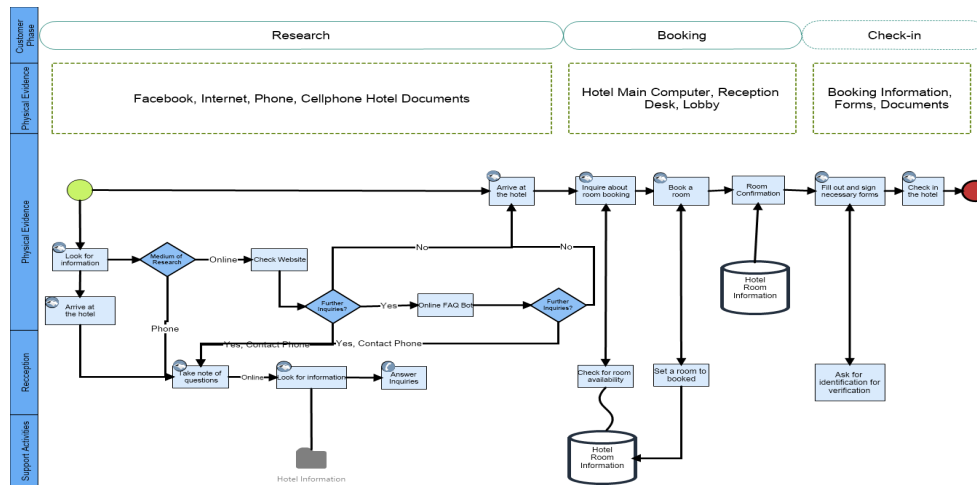 Customer
Phase
Research
Booking
Check-in
Physical Evidence
Facebook, Internet, Phone, Cellphone Hotel Documents
Hotel Main Computer, Reception
Desk, Lobby
Booking Information,
Forms, Documents
Physical Evidence
Arrive at
the hotel
Inquire about
room booking
Book a
room
Room
Confirmation
Fill out and sign
necessary forms
Check in
the hotel
Look for
information
Medium of
Research
Online
Check Website
No
No
Hotel
Room
Information
Arrive at
the hotel
Further
Inquiries?
Yes
Online FAQ Bot
Further
Inquiries?
Phone
Yes, Contact Phone
Yes, Contact Phone
Recception
Take note of
questions
Online
Look for information
Answer
Inquiries
Check for room
availability
Set a room to
booked
Ask for
identification for
verification
Support Activities
Hotel
Room
Information
Hotel Information